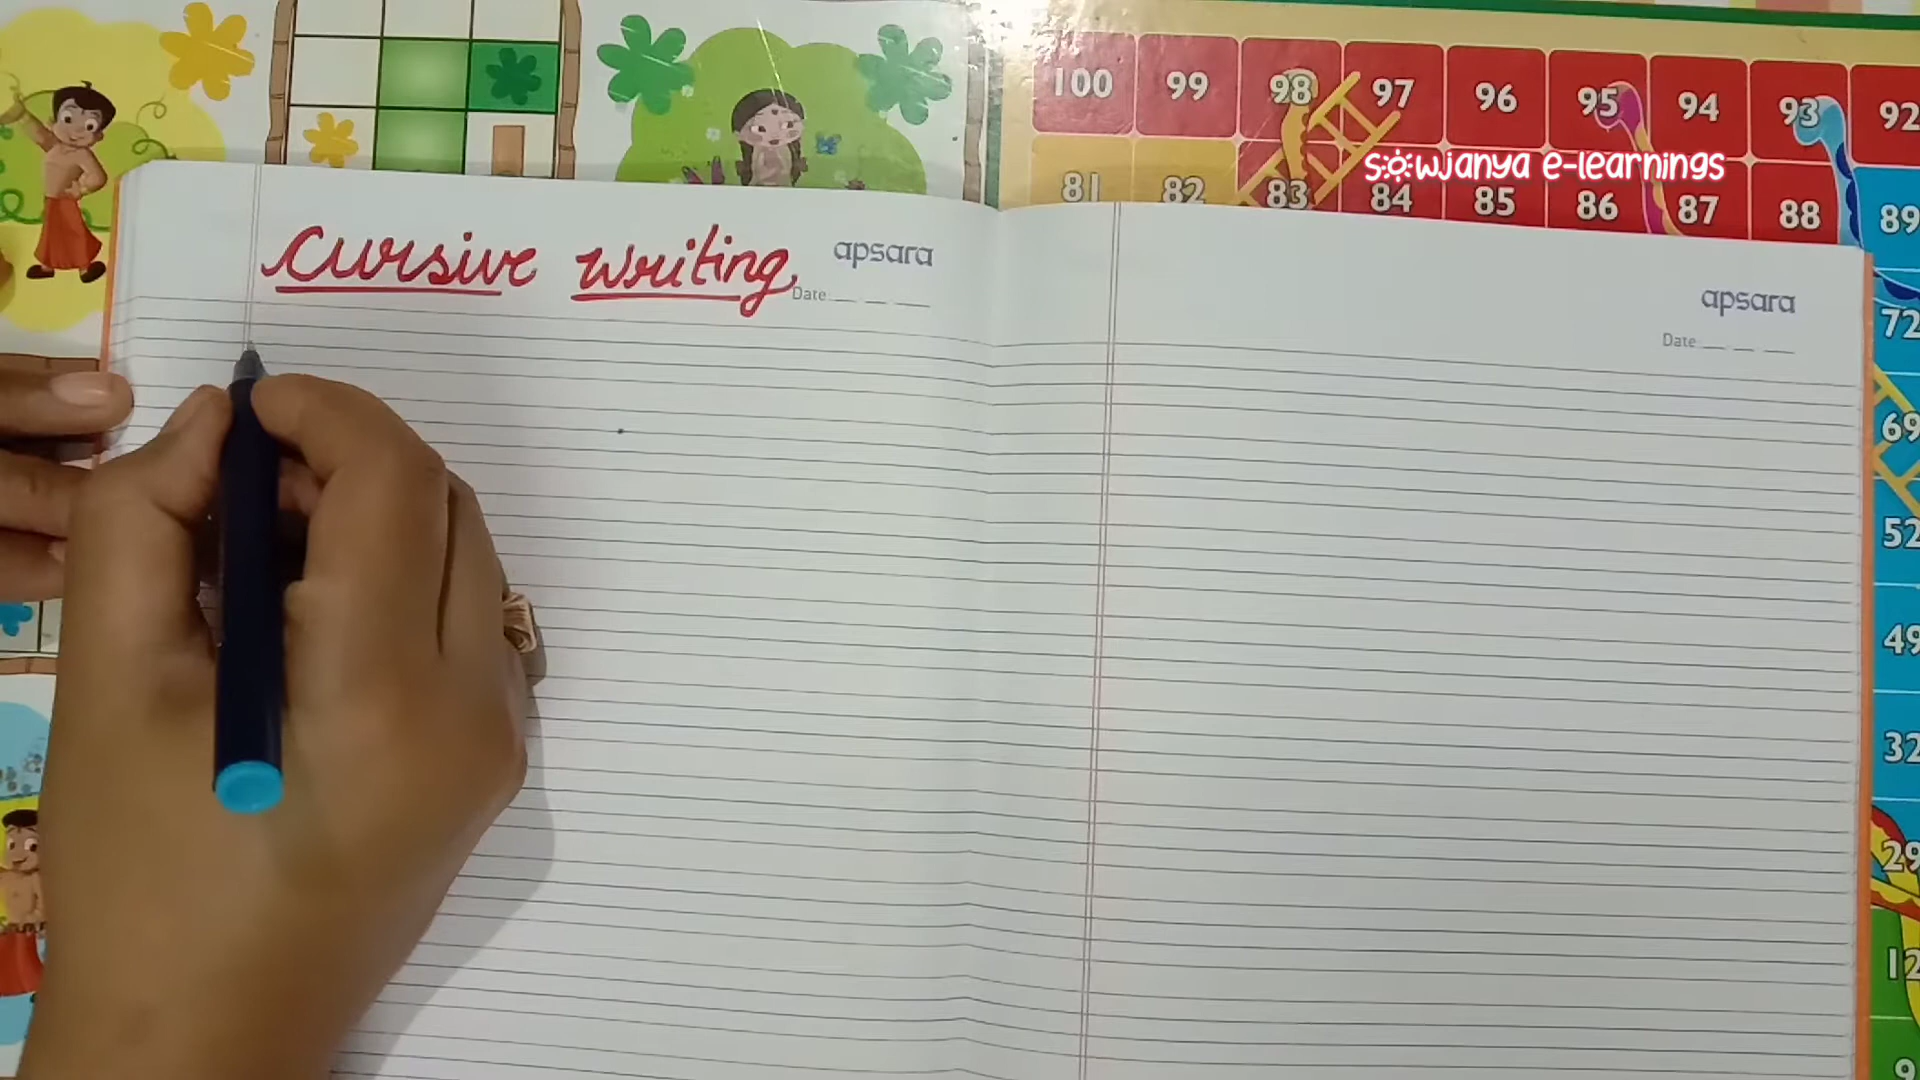 100 99 98 97 96 95 94 93 92
sowjanya e-learnings
81 82 83 84 85 86 87 88 89
cursive writing
apsara
Date:
apsara
Date:
72
69
52
49
32
29
12
9